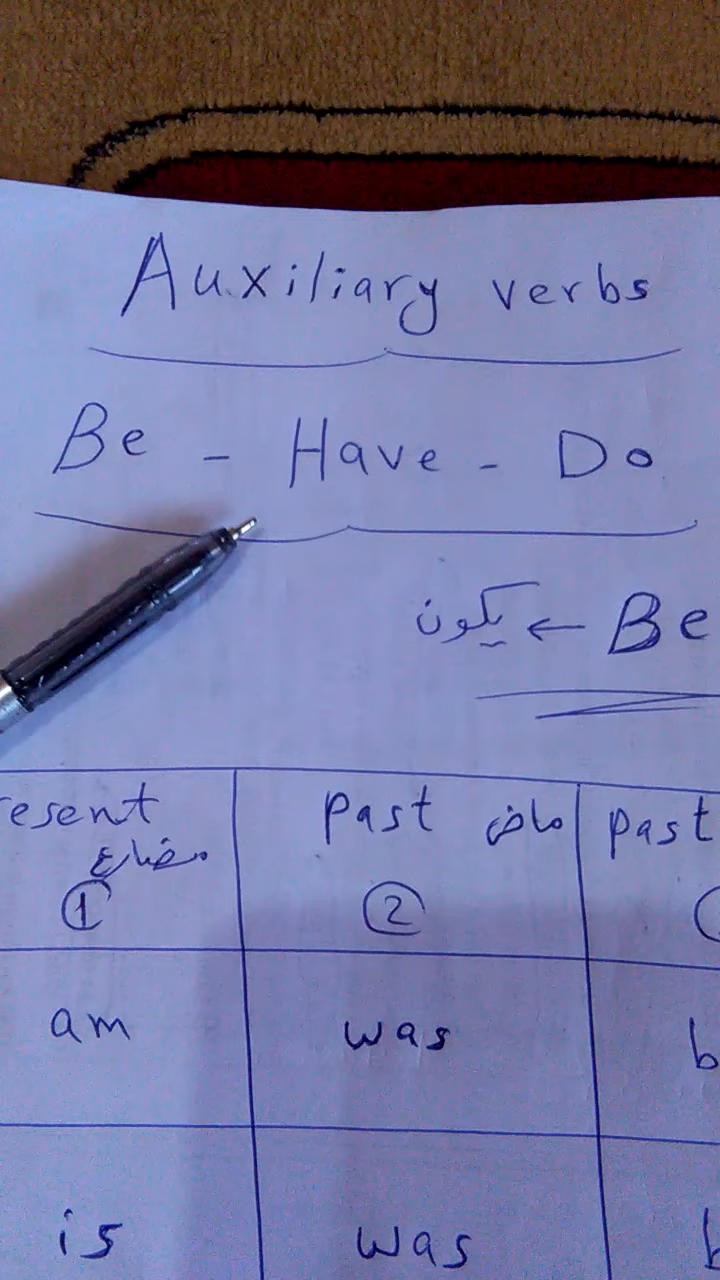 Auxiliary verbs
Be - Have - Do
Be → يكون
resent past ماض past
مضارع
1 2
am was b
is was b